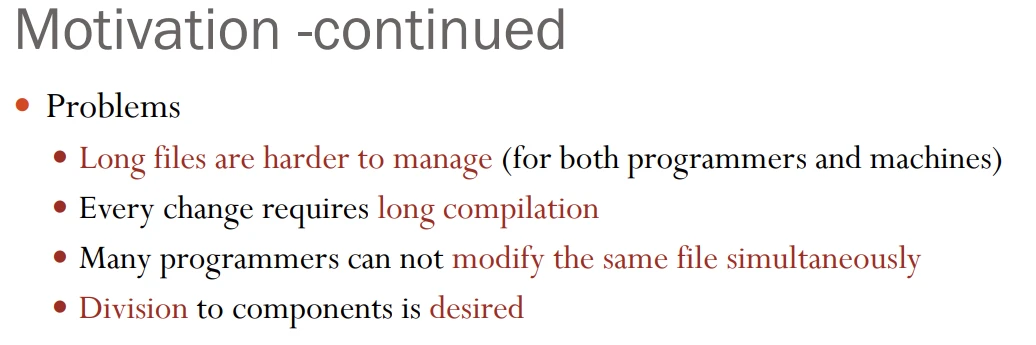 Motivation -continued
• Problems
• Long files are harder to manage (for both programmers and machines)
• Every change requires long compilation
• Many programmers can not modify the same file simultaneously
• Division to components is desired